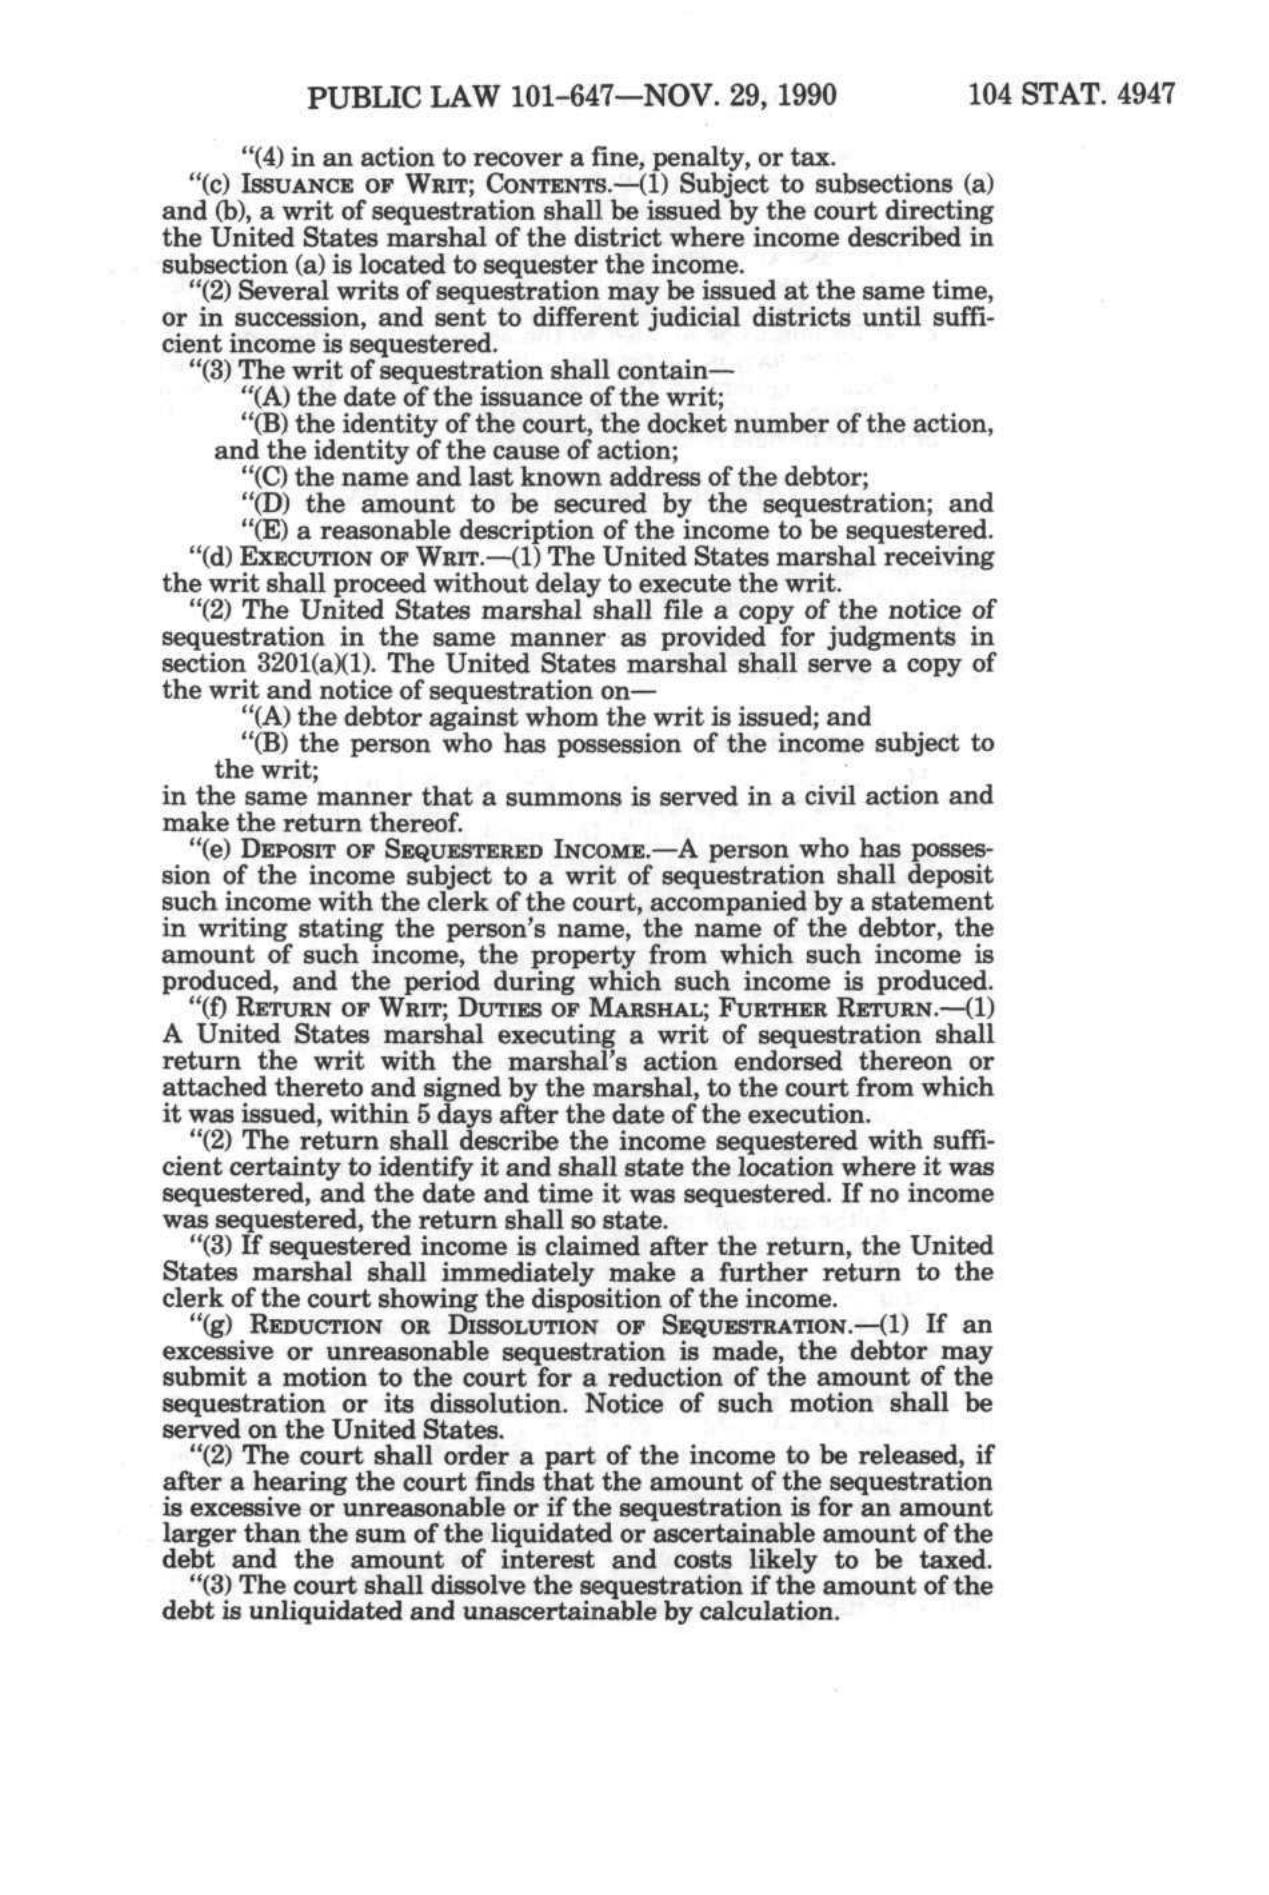 PUBLIC LAW 101–647—NOV. 29, 1990 104 STAT. 4947
"(4) in an action to recover a fine, penalty, or tax.
"(c) ISSUANCE OF WRIT; CONTENTS.—(1) Subject to subsections (a)
and (b), a writ of sequestration shall be issued by the court directing
the United States marshal of the district where income described in
subsection (a) is located to sequester the income.
"(2) Several writs of sequestration may be issued at the same time,
or in succession, and sent to different judicial districts until suffi-
cient income is sequestered.
"(3) The writ of sequestration shall contain—
"(A) the date of the issuance of the writ;
"(B) the identity of the court, the docket number of the action,
and the identity of the cause of action;
"(C) the name and last known address of the debtor;
"(D) the amount to be secured by the sequestration; and
"(E) a reasonable description of the income to be sequestered.
"(d) EXECUTION OF WRIT.—(1) The United States marshal receiving
the writ shall proceed without delay to execute the writ.
"(2) The United States marshal shall file a copy of the notice of
sequestration in the same manner as provided for judgments in
section 3201(a)(1). The United States marshal shall serve a copy of
the writ and notice of sequestration on—
"(A) the debtor against whom the writ is issued; and
"(B) the person who has possession of the income subject to
the writ;
in the same manner that a summons is served in a civil action and
make the return thereof.
"(e) DEPOSIT OF SEQUESTERED INCOME.—A person who has posses-
sion of the income subject to a writ of sequestration shall deposit
such income with the clerk of the court, accompanied by a statement
in writing stating the person's name, the name of the debtor, the
amount of such income, the property from which such income is
produced, and the period during which such income is produced.
"(f) RETURN OF WRIT; DUTIES OF MARSHAL; FURTHER RETURN.—(1)
A United States marshal executing a writ of sequestration shall
return the writ with the marshal's action endorsed thereon or
attached thereto and signed by the marshal, to the court from which
it was issued, within 5 days after the date of the execution.
"(2) The return shall describe the income sequestered with suffi-
cient certainty to identify it and shall state the location where it was
sequestered, and the date and time it was sequestered. If no income
was sequestered, the return shall so state.
"(3) If sequestered income is claimed after the return, the United
States marshal shall immediately make a further return to the
clerk of the court showing the disposition of the income.
"(g) REDUCTION OR DISSOLUTION OF SEQUESTRATION.—(1) If an
excessive or unreasonable sequestration is made, the debtor may
submit a motion to the court for a reduction of the amount of the
sequestration or its dissolution. Notice of such motion shall be
served on the United States.
"(2) The court shall order a part of the income to be released, if
after a hearing the court finds that the amount of the sequestration
is excessive or unreasonable or if the sequestration is for an amount
larger than the sum of the liquidated or ascertainable amount of the
debt and the amount of interest and costs likely to be taxed.
"(3) The court shall dissolve the sequestration if the amount of the
debt is unliquidated and unascertainable by calculation.